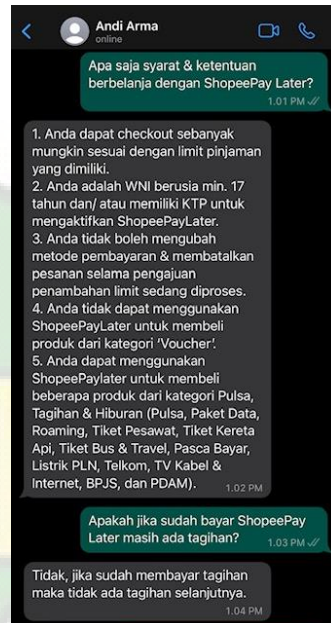 Andi Arma
online
Apa saja syarat & ketentuan
berbelanja dengan ShopeePay Later?
1.01 PM
1. Anda dapat checkout sebanyak
mungkin sesuai dengan limit pinjaman
yang dimiliki.
2. Anda adalah WNI berusia min. 17
tahun dan/ atau memiliki KTP untuk
mengaktifkan ShopeePayLater.
3. Anda tidak boleh mengubah
metode pembayaran & membatalkan
pesanan selama pengajuan
penambahan limit sedang diproses.
4. Anda tidak dapat menggunakan
ShopeePayLater untuk membeli
produk dari kategori ‘Voucher’.
5. Anda dapat menggunakan
ShopeePaylater untuk membeli
beberapa produk dari kategori Pulsa,
Tagihan & Hiburan (Pulsa, Paket Data,
Roaming, Tiket Pesawat, Tiket Kereta
Api, Tiket Bus & Travel, Pasca Bayar,
Listrik PLN, Telkom, TV Kabel &
Internet, BPJS, dan PDAM).
1.02 PM
Apakah jika sudah bayar ShopeePay
Later masih ada tagihan?
1.03 PM
Tidak, jika sudah membayar tagihan
maka tidak ada tagihan selanjutnya.
1.04 PM